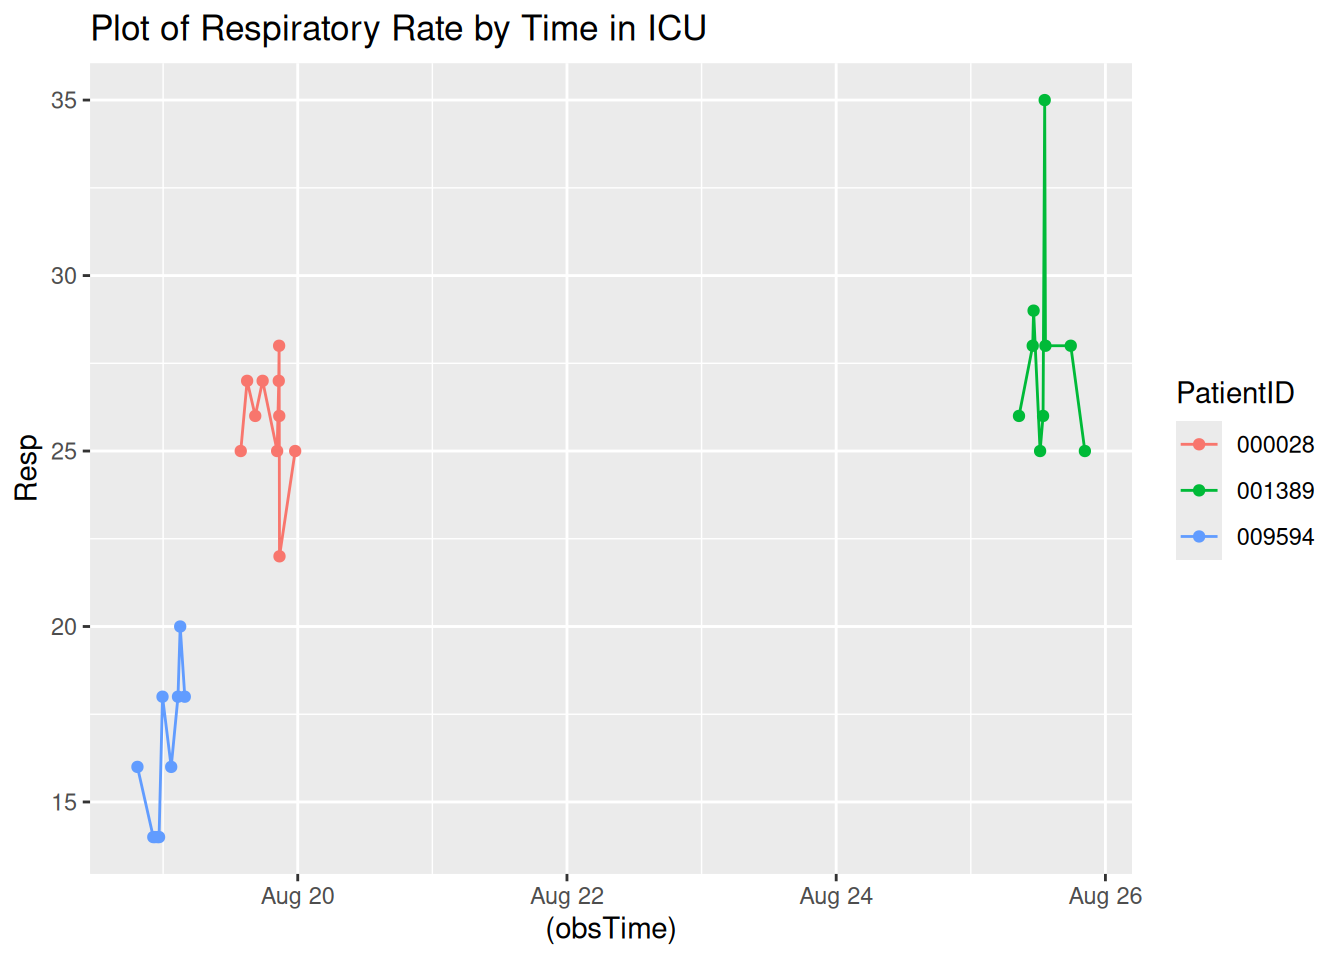 Plot of Respiratory Rate by Time in ICU
35
30
25
20
15
Resp
Aug 20
Aug 22
Aug 24
Aug 26
(obsTime)
PatientID
000028
001389
009594